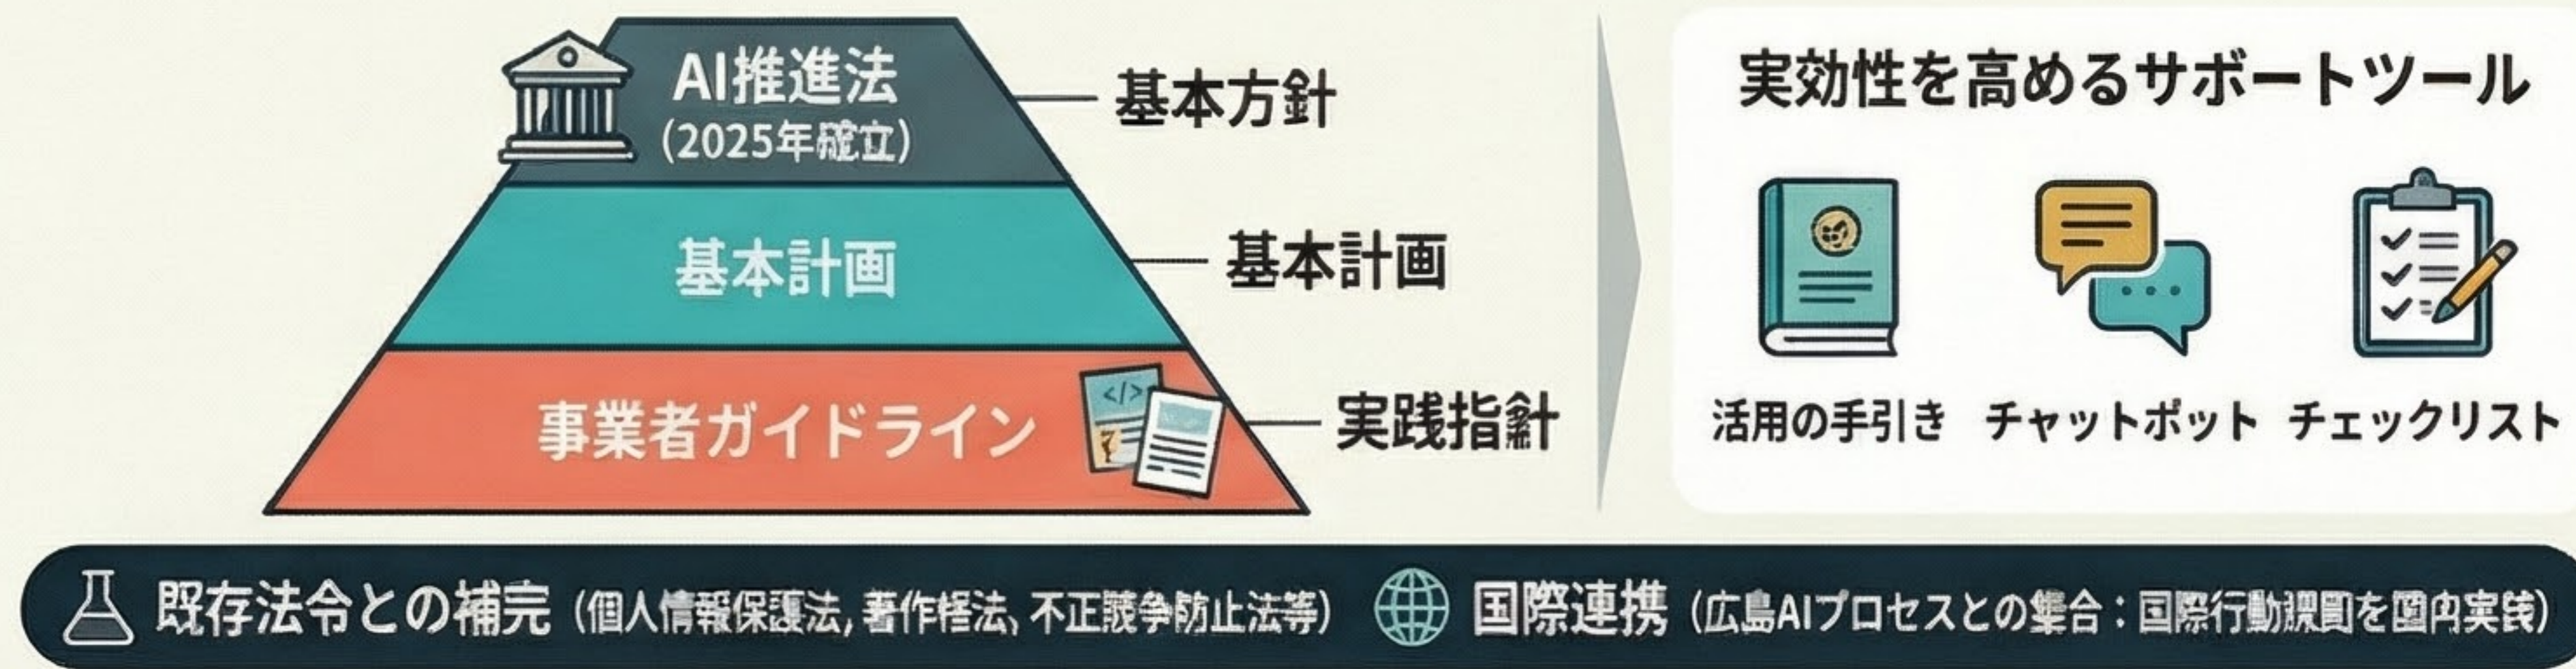 AI推進法
(2025年確立)
基本方針
基本計画
基本計画
事業者ガイドライン
実践指針
実効性を高めるサボートツール
活用の手引き
チャットボット
チェックリスト
既存法令との補完 (個人情報保護法, 著作権法, 不正競争防止法等)
国際連携 (広島AIプロセスとの集合：国際行動を国内実践)